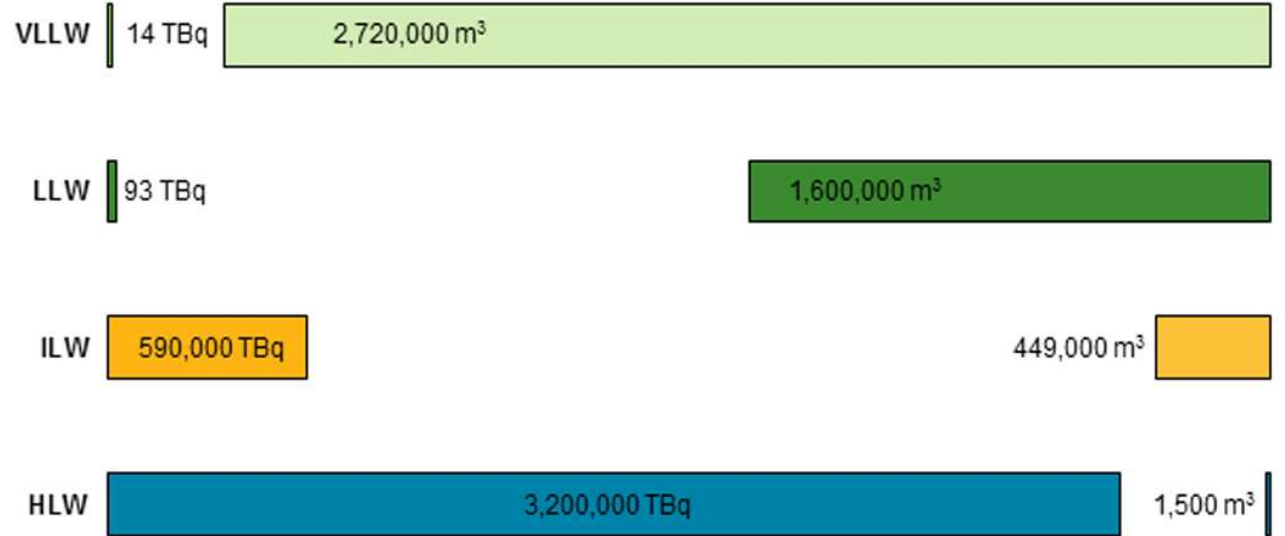 VLLW 14 TBq 2,720,000 m³
LLW 93 TBq 1,600,000 m³
ILW 590,000 TBq 449,000 m³
HLW 3,200,000 TBq 1,500 m³